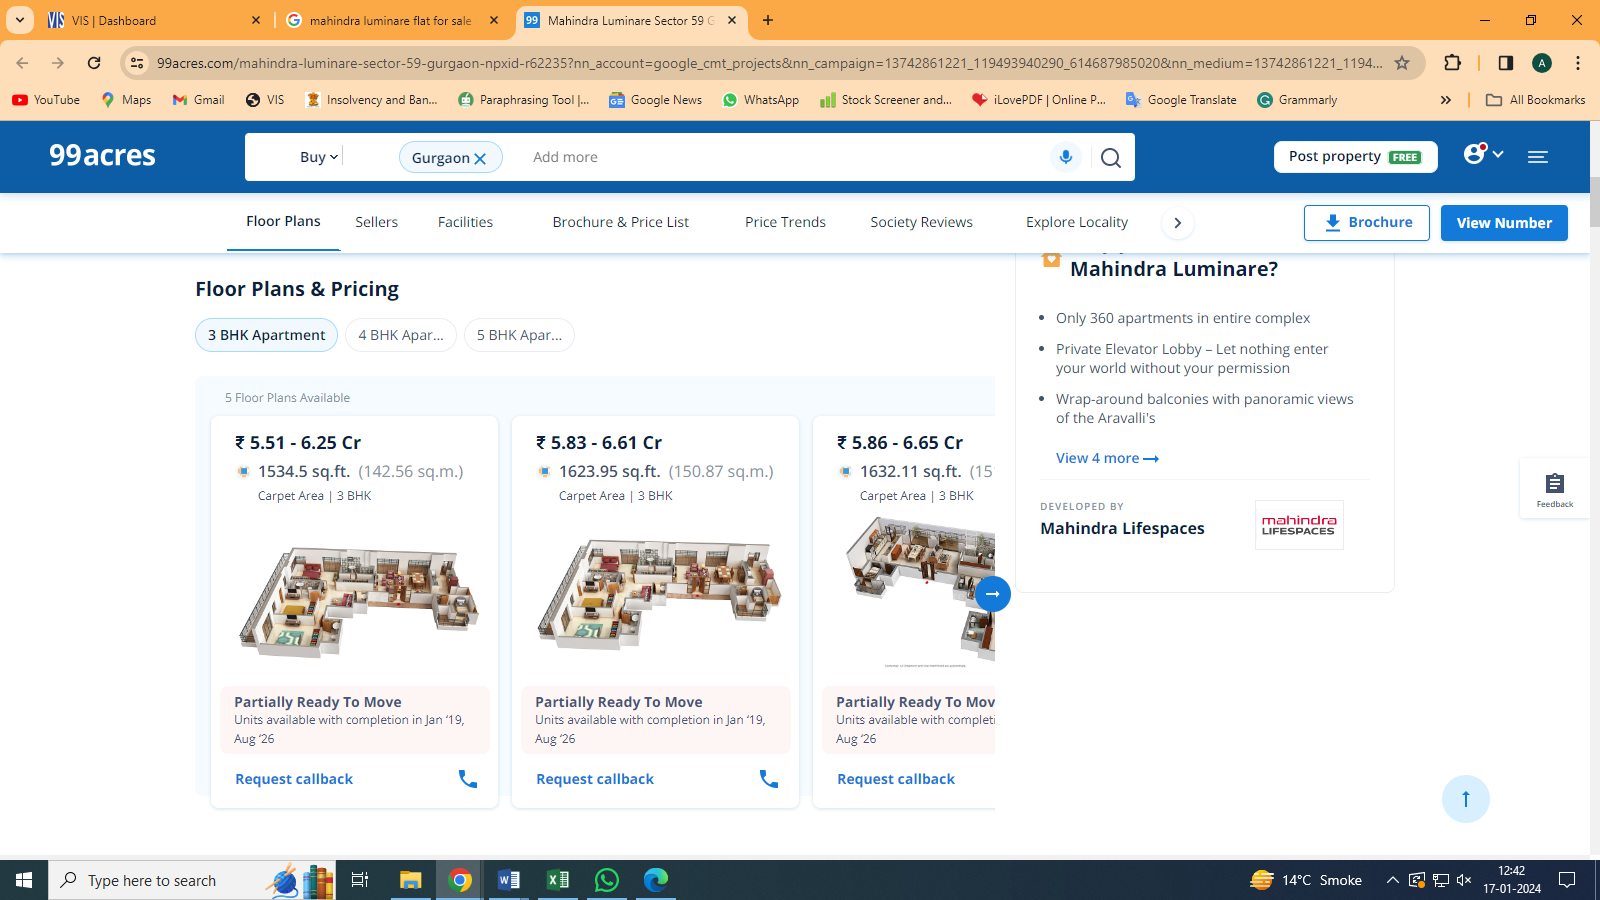 VIS | Dashboard
mahindra luminare flat for sale
Mahindra Luminare Sector 59 G
99acres.com/mahindra-luminare-sector-59-gurgaon-npxid-r62235?nn_account=google_cmt_projects&nn_campaign=13742861221_119493940290_614687985020&nn_medium=13742861221_1194...
A
YouTube
Maps
Gmail
VIS
Insolvency and Ban...
Paraphrasing Tool |...
Google News
WhatsApp
Stock Screener and...
iLovePDF | Online P...
Google Translate
Grammarly
All Bookmarks
99acres
Buy
Gurgaon
Add more
Post property FREE
Floor Plans
Sellers
Facilities
Brochure & Price List
Price Trends
Society Reviews
Explore Locality
Brochure
View Number
Floor Plans & Pricing
3 BHK Apartment
4 BHK Apar...
5 BHK Apar...
5 Floor Plans Available
₹ 5.51 - 6.25 Cr
1534.5 sq.ft. (142.56 sq.m.)
Carpet Area | 3 BHK
Partially Ready To Move
Units available with completion in Jan ‘19,
Aug ‘26
Request callback
₹ 5.83 - 6.61 Cr
1623.95 sq.ft. (150.87 sq.m.)
Carpet Area | 3 BHK
Partially Ready To Move
Units available with completion in Jan ‘19,
Aug ‘26
Request callback
₹ 5.86 - 6.65 Cr
1632.11 sq.ft. (15
Carpet Area | 3 BHK
Partially Ready To Mov
Units available with completi
Aug ‘26
Request callback
Mahindra Luminare?
Only 360 apartments in entire complex
Private Elevator Lobby – Let nothing enter
your world without your permission
Wrap-around balconies with panoramic views
of the Aravalli's
View 4 more
DEVELOPED BY
Mahindra Lifespaces
mahindra
LIFESPACES
Feedback
Type here to search
14°C Smoke
12:42
17-01-2024